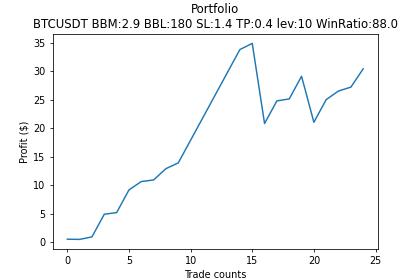 Portfolio
BTCUSDT BBM:2.9 BBL:180 SL:1.4 TP:0.4 lev:10 WinRatio:88.0
35
30
25
20
15
10
5
0
Profit ($)
0 5 10 15 20 25
Trade counts